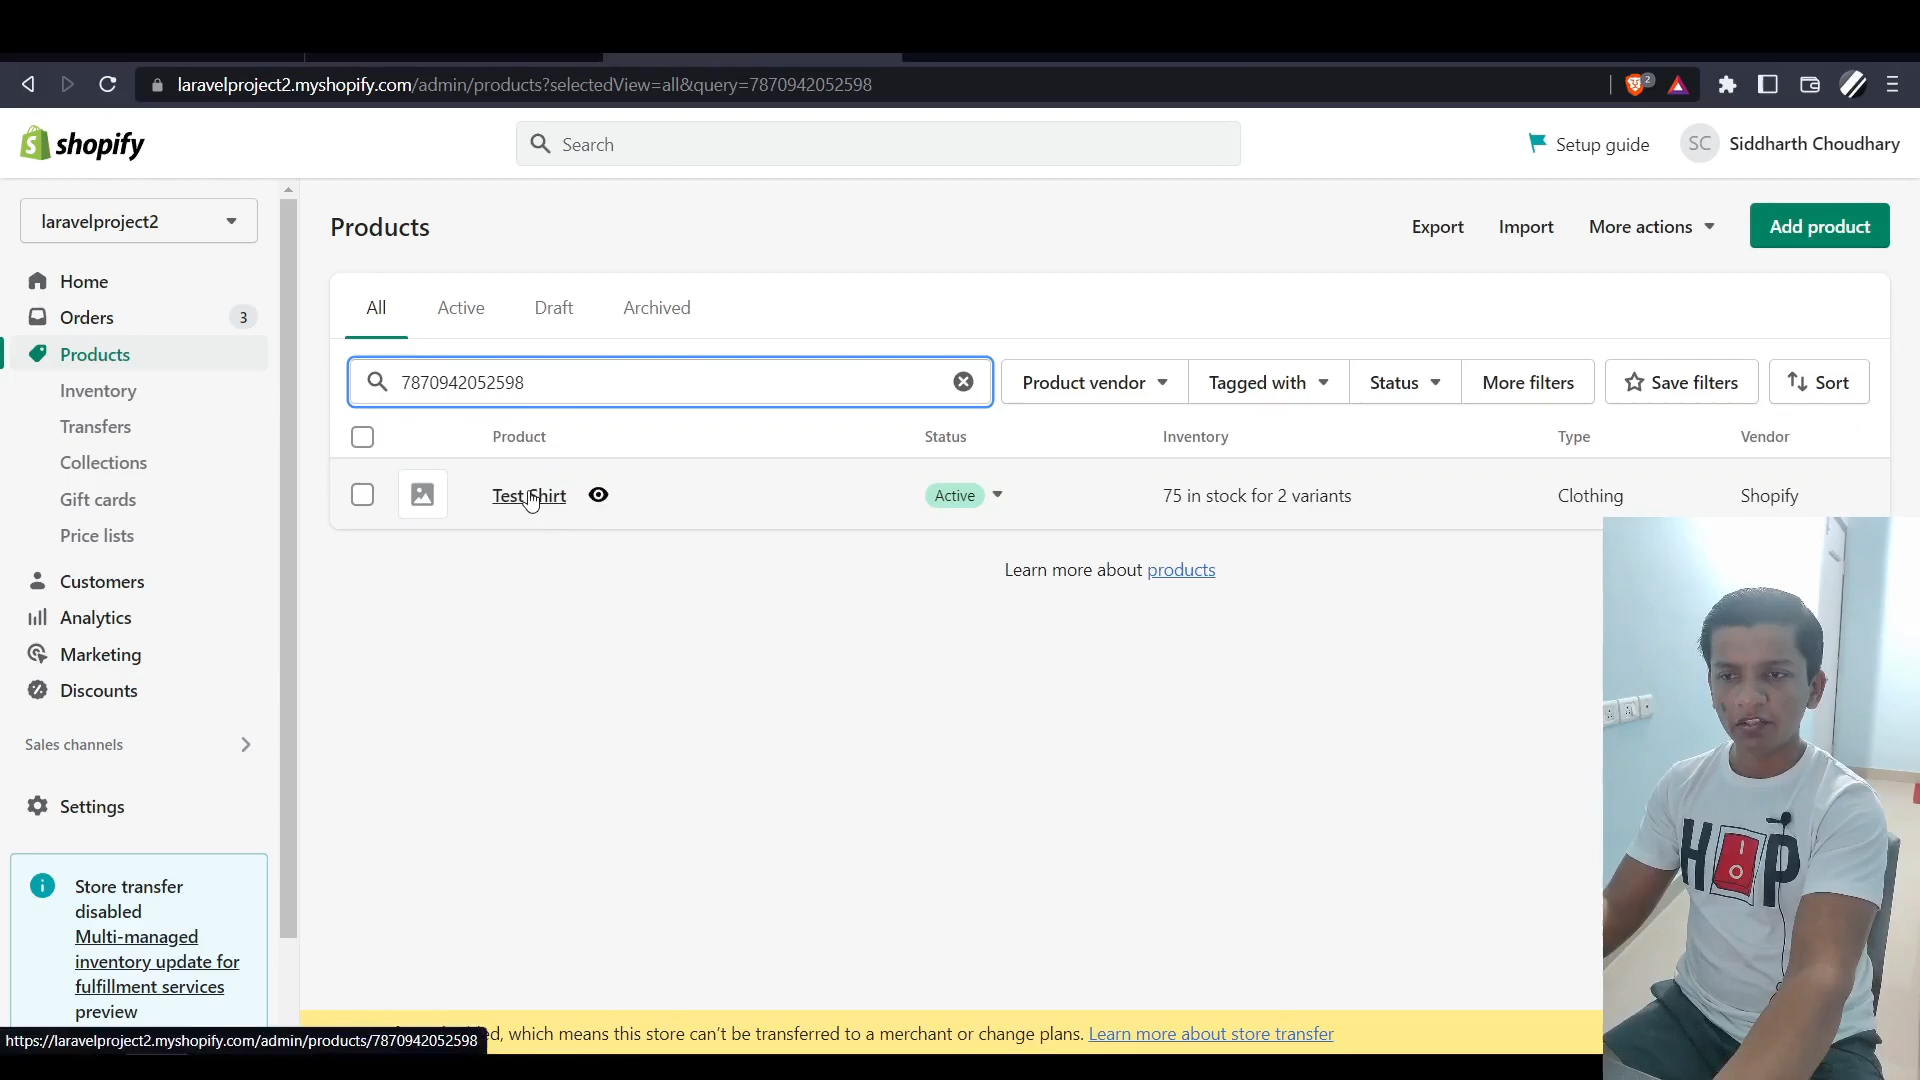 laravelproject2.myshopify.com/admin/products?selectedView=all&query=7870942052598
2
shopify
Search
Setup guide
SC
Siddharth Choudhary
laravelproject2
Home
Orders
3
Products
Inventory
Transfers
Collections
Gift cards
Price lists
Customers
Analytics
Marketing
Discounts
Sales channels
Settings
Store transfer
disabled
Multi-managed
inventory update for
fulfillment services
preview
Products
Export
Import
More actions
Add product
All
Active
Draft
Archived
7870942052598
Product vendor
Tagged with
Status
More filters
Save filters
Sort
Product
Status
Inventory
Type
Vendor
Test Shirt
Active
75 in stock for 2 variants
Clothing
Shopify
Learn more about products
HOP
https://laravelproject2.myshopify.com/admin/products/7870942052598
, which means this store can't be transferred to a merchant or change plans. Learn more about store transfer